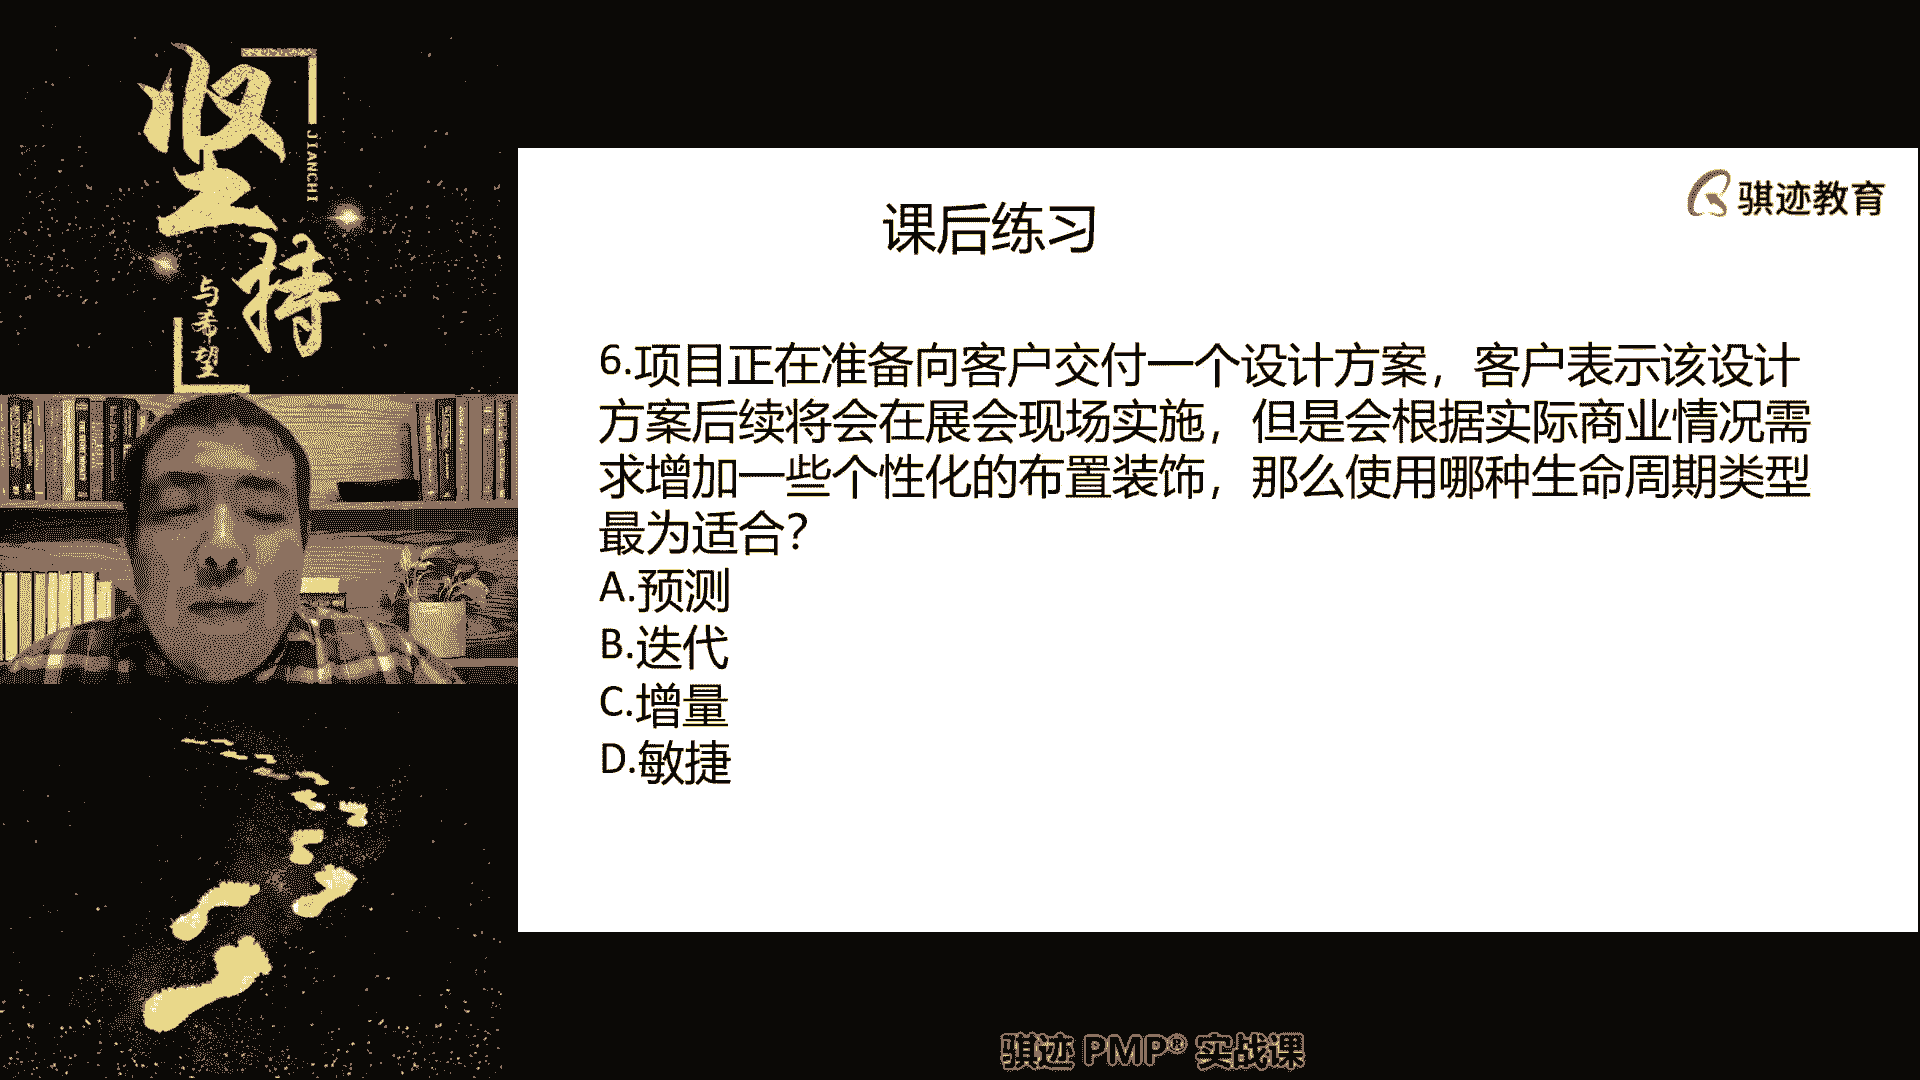 坚持
JIANCHI
与希望
骐迹教育
课后练习
6.项目正在准备向客户交付一个设计方案，客户表示该设计
方案后续将会在展会现场实施，但是会根据实际商业情况需
求增加一些个性化的布置装饰，那么使用哪种生命周期类型
最为适合？
A.预测
B.迭代
C.增量
D.敏捷
骐迹 PMP® 实战课